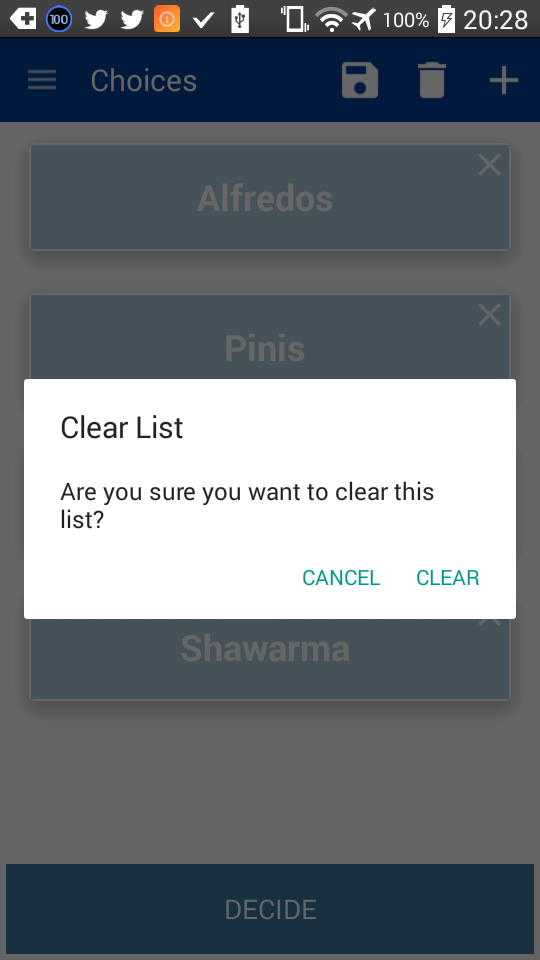 100 100% 20:28
Choices
Alfredos
Pinis
Clear List
Are you sure you want to clear this
list?
CANCEL CLEAR
Shawarma
DECIDE